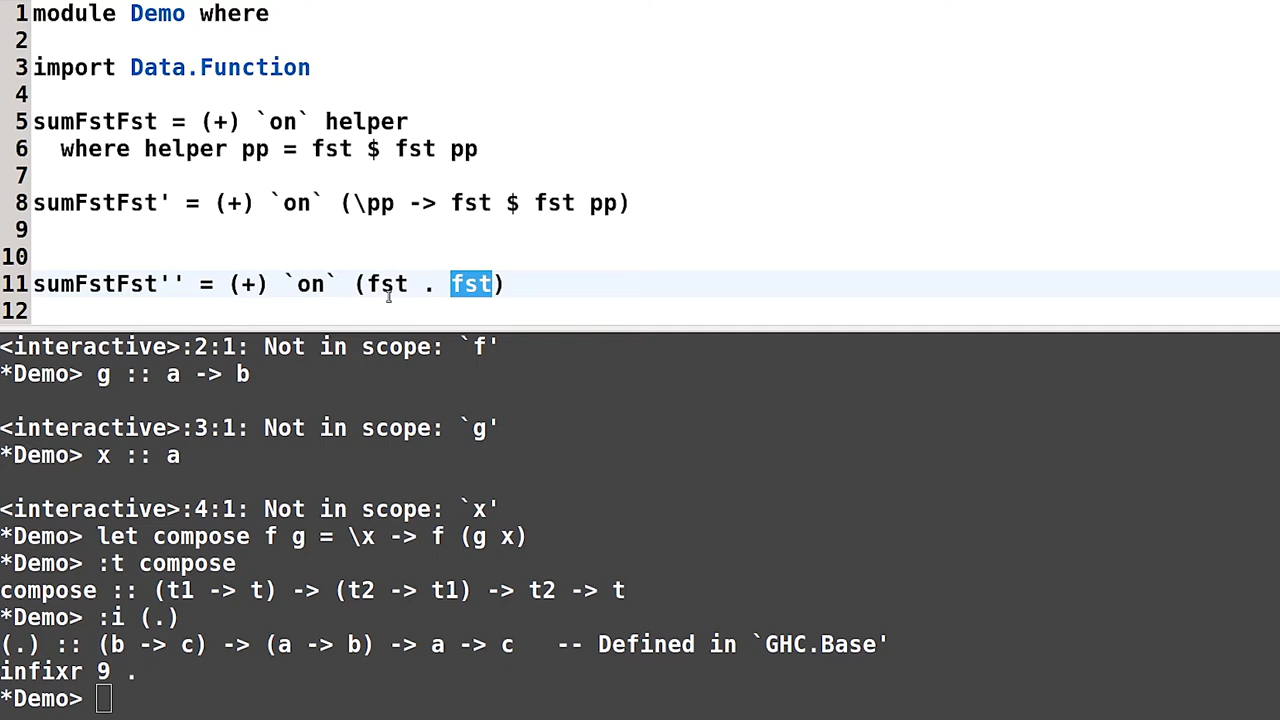 1 module Demo where
2
3 import Data.Function
4
5 sumFstFst = (+) `on` helper
6   where helper pp = fst $ fst pp
7
8 sumFstFst' = (+) `on` (\pp -> fst $ fst pp)
9
10
11 sumFstFst'' = (+) `on` (fst . fst)
12
<interactive>:2:1: Not in scope: `f'
*Demo> g :: a -> b
<interactive>:3:1: Not in scope: `g'
*Demo> x :: a
<interactive>:4:1: Not in scope: `x'
*Demo> let compose f g = \x -> f (g x)
*Demo> :t compose
compose :: (t1 -> t) -> (t2 -> t1) -> t2 -> t
*Demo> :i (.)
(.) :: (b -> c) -> (a -> b) -> a -> c   -- Defined in `GHC.Base'
infixr 9 .
*Demo>